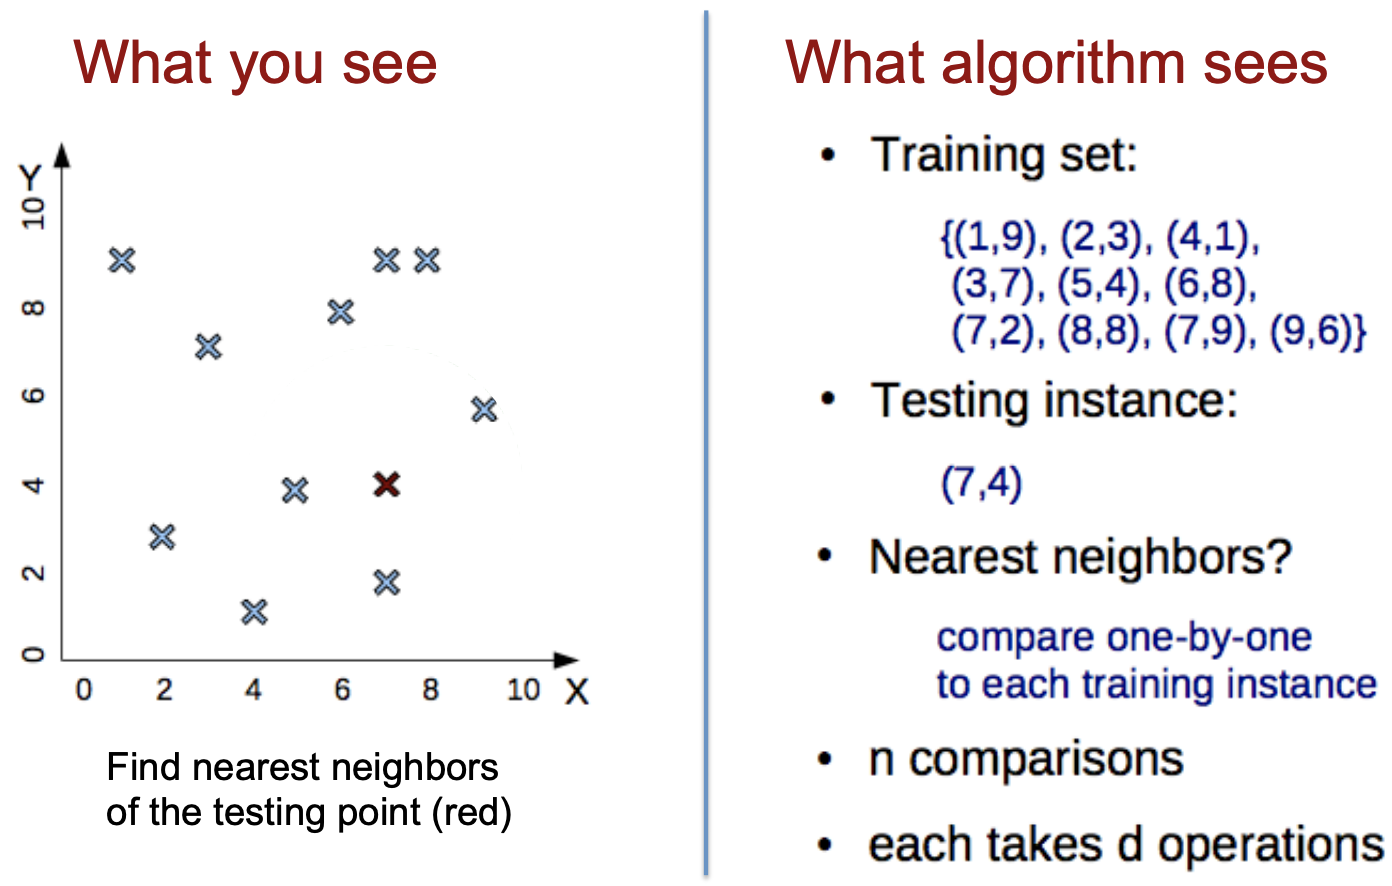 What you see
Y
10
8
6
4
2
0
0 2 4 6 8 10 X
Find nearest neighbors
of the testing point (red)
What algorithm sees
• Training set:
{(1,9), (2,3), (4,1),
(3,7), (5,4), (6,8),
(7,2), (8,8), (7,9), (9,6)}
• Testing instance:
(7,4)
• Nearest neighbors?
compare one-by-one
to each training instance
• n comparisons
• each takes d operations